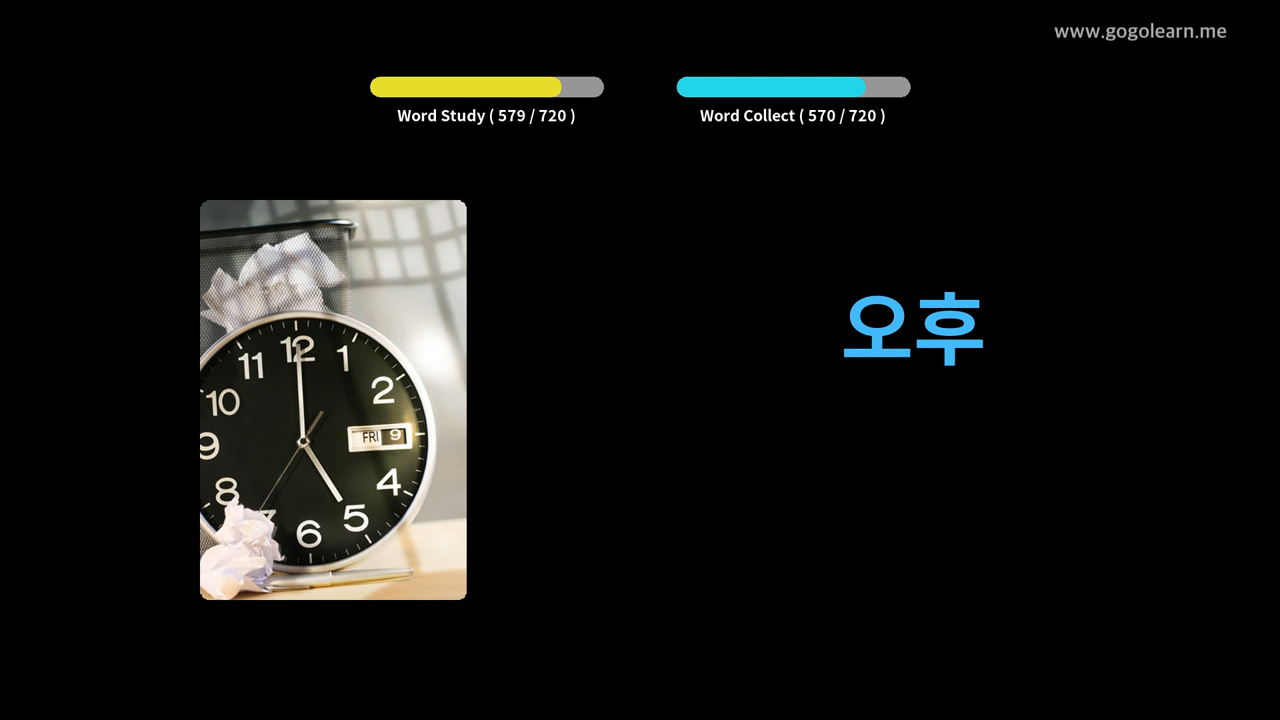 www.gogolearn.me
Word Study ( 579 / 720 )
Word Collect ( 570 / 720 )
오후
12
11
1
10
2
9
FRI 9
8
4
7
5
6